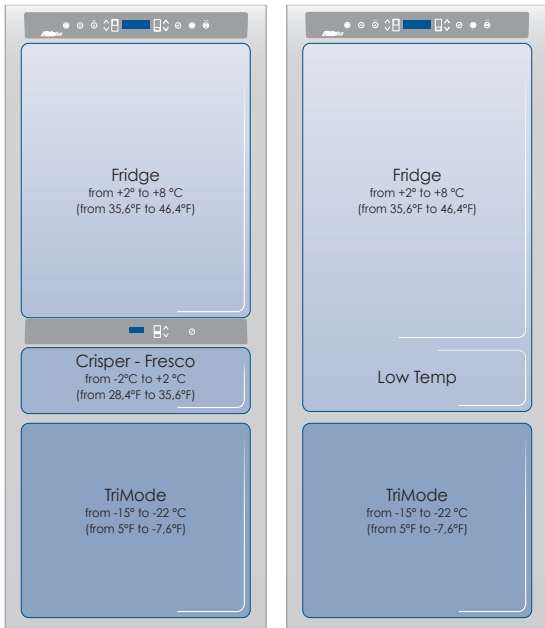 Fridge
from +2° to +8 °C
(from 35,6°F to 46,4°F)
Crisper - Fresco
from -2°C to +2 °C
(from 28,4°F to 35,6°F)
TriMode
from -15° to -22 °C
(from 5°F to -7,6°F)
Fridge
from +2° to +8 °C
(from 35,6°F to 46,4°F)
Low Temp
TriMode
from -15° to -22 °C
(from 5°F to -7,6°F)